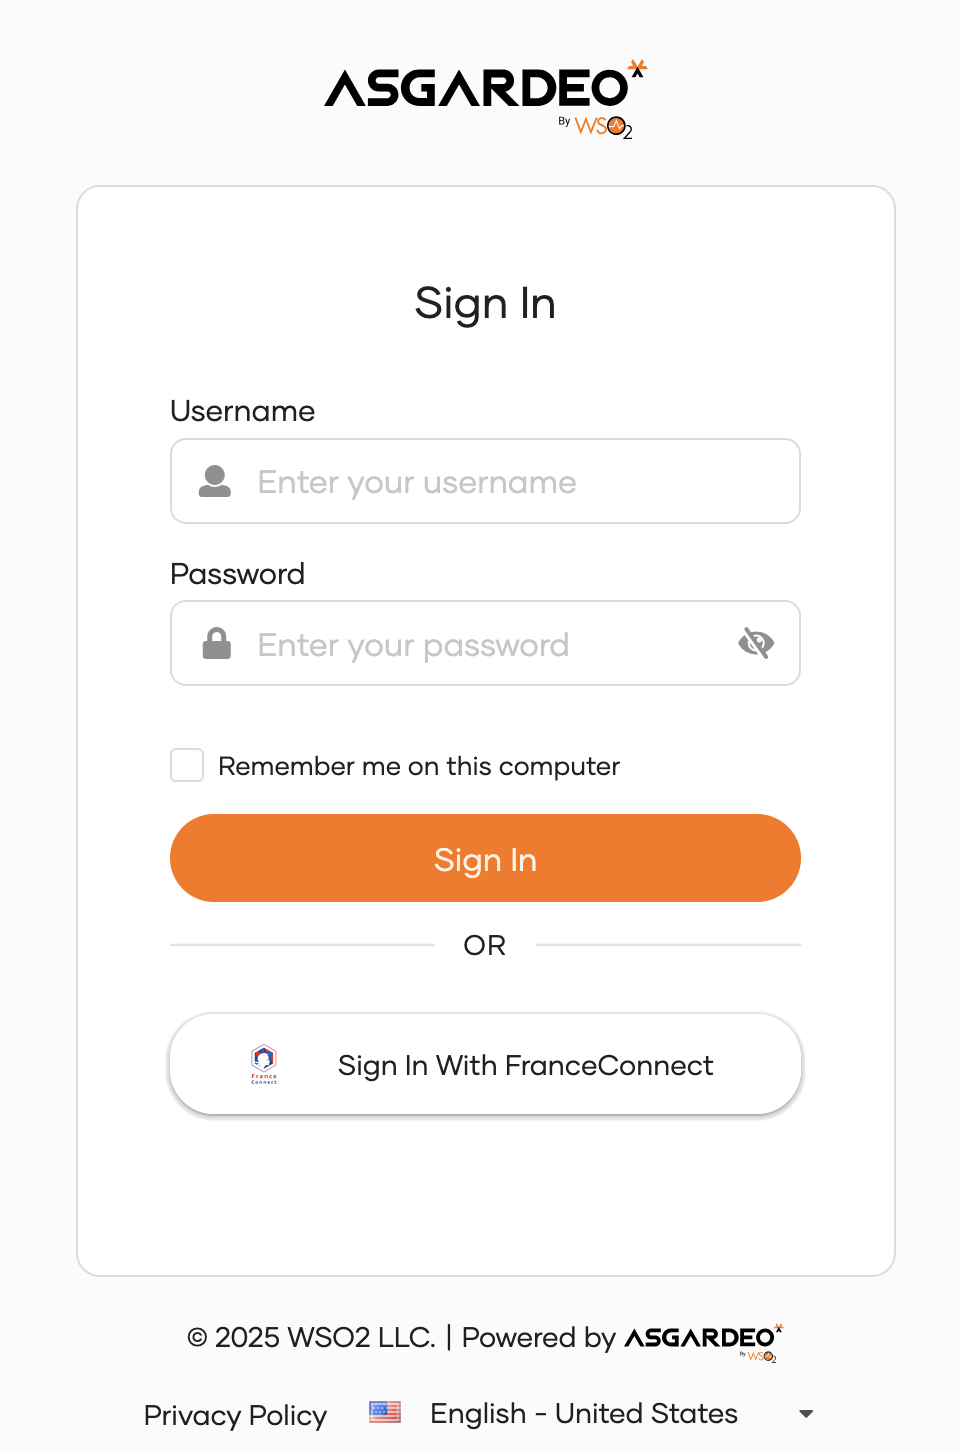 ASGARDEO
By WSO2
Sign In
Username
Enter your username
Password
Enter your password
Remember me on this computer
Sign In
OR
France
Connect
Sign In With FranceConnect
© 2025 WSO2 LLC. | Powered by ASGARDEO
By WSO2
Privacy Policy English - United States